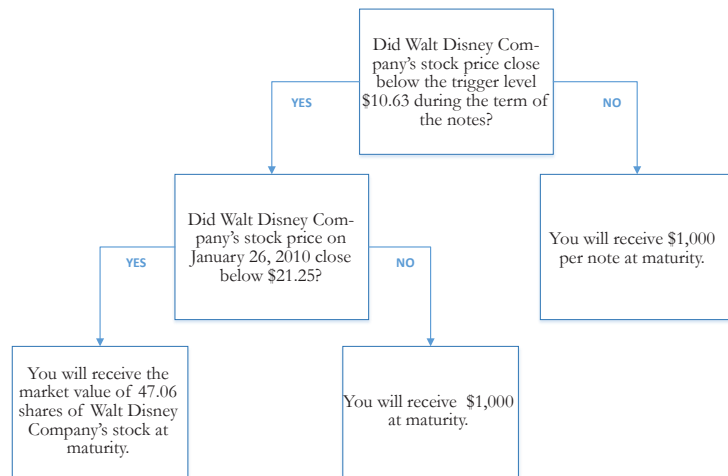 Did Walt Disney Com-
pany's stock price close
below the trigger level
$10.63 during the term of
the notes?
YES
NO
Did Walt Disney Com-
pany's stock price on
January 26, 2010 close
below $21.25?
You will receive $1,000
per note at maturity.
YES
NO
You will receive the
market value of 47.06
shares of Walt Disney
Company's stock at
maturity.
You will receive $1,000
at maturity.